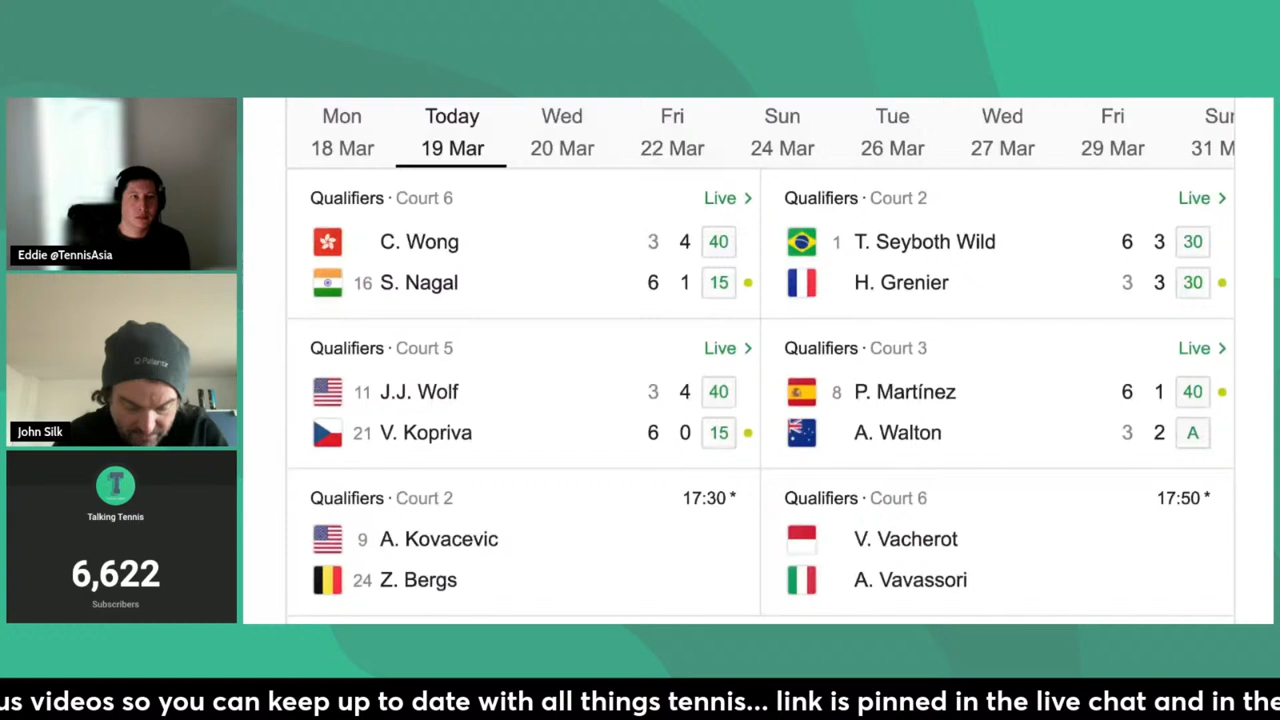 Mon
18 Mar
Today
19 Mar
Wed
20 Mar
Fri
22 Mar
Sun
24 Mar
Tue
26 Mar
Wed
27 Mar
Fri
29 Mar
Sur
31 M
Qualifiers · Court 6 Live >
C. Wong 3 4 40
16 S. Nagal 6 1 15
Qualifiers · Court 2 Live >
1 T. Seyboth Wild 6 3 30
H. Grenier 3 3 30
Qualifiers · Court 5 Live >
11 J.J. Wolf 3 4 40
21 V. Kopriva 6 0 15
Qualifiers · Court 3 Live >
8 P. Martínez 6 1 40
A. Walton 3 2 A
Qualifiers · Court 2 17:30 *
9 A. Kovacevic
24 Z. Bergs
Qualifiers · Court 6 17:50 *
V. Vacherot
A. Vavassori
Eddie @TennisAsia
John Silk
T
Talking Tennis
6,622
Subscribers
us videos so you can keep up to date with all things tennis... link is pinned in the live chat and in the